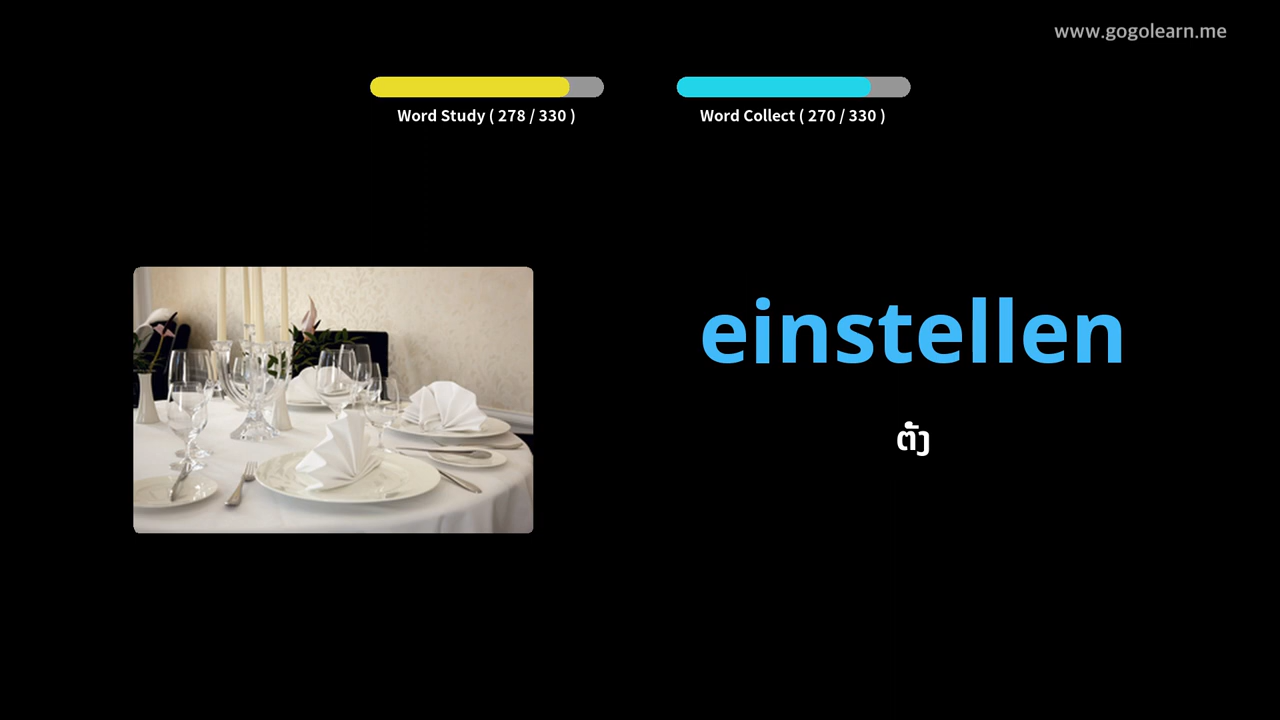 www.gogolearn.me
Word Study ( 278 / 330 )
Word Collect ( 270 / 330 )
einstellen
ຕັ້ງ